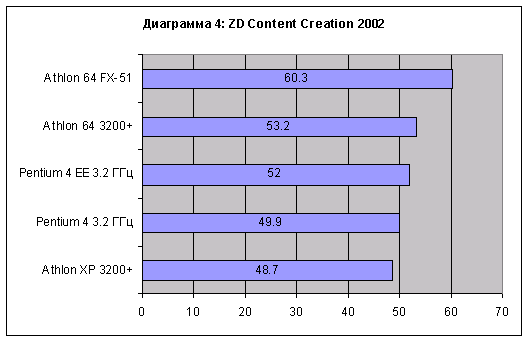 Диаграмма 4: ZD Content Creation 2002
Athlon 64 FX-51
60.3
Athlon 64 3200+
53.2
Pentium 4 EE 3.2 ГГц
52
Pentium 4 3.2 ГГц
49.9
Athlon XP 3200+
48.7
0 10 20 30 40 50 60 70